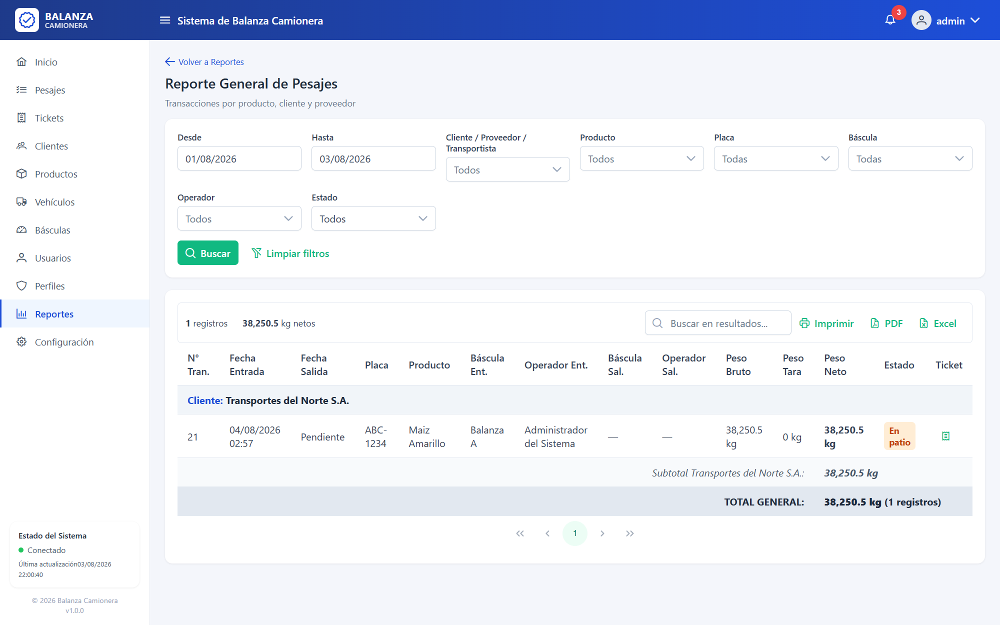 BALANZA
CAMIONERA
Sistema de Balanza Camionera
3
admin
Inicio
Pesajes
Tickets
Clientes
Productos
Vehículos
Básculas
Usuarios
Perfiles
Reportes
Configuración
Estado del Sistema
Conectado
Última actualización03/08/2026
22:00:40
© 2026 Balanza Camionera
v1.0.0
Volver a Reportes
Reporte General de Pesajes
Transacciones por producto, cliente y proveedor
Desde
01/08/2026
Hasta
03/08/2026
Cliente / Proveedor /
Transportista
Todos
Producto
Todos
Placa
Todas
Báscula
Todas
Operador
Todos
Estado
Todos
Buscar
Limpiar filtros
1 registros 38,250.5 kg netos
Buscar en resultados...
Imprimir
PDF
Excel
N°
Tran.
Fecha
Entrada
Fecha
Salida
Placa
Producto
Báscula
Ent.
Operador Ent.
Báscula
Sal.
Operador
Sal.
Peso
Bruto
Peso
Tara
Peso
Neto
Estado
Ticket
Cliente: Transportes del Norte S.A.
21
04/08/2026
02:57
Pendiente
ABC-
1234
Maiz
Amarillo
Balanza
A
Administrador
del Sistema
—
—
38,250.5
kg
0 kg
38,250.5
kg
En
patio
Subtotal Transportes del Norte S.A.: 38,250.5 kg
TOTAL GENERAL: 38,250.5 kg (1 registros)
1